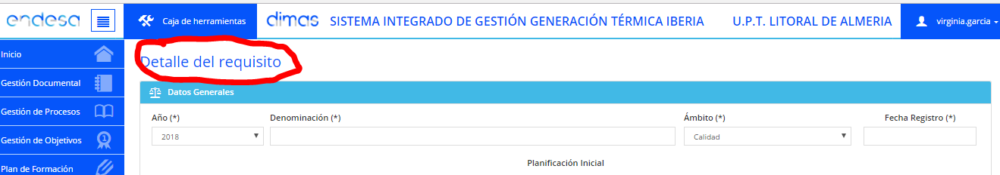 endesa
Caja de herramientas
dimas
SISTEMA INTEGRADO DE GESTIÓN GENERACIÓN TÉRMICA IBERIA
U.P.T. LITORAL DE ALMERIA
virginia.garcia
Inicio
Gestión Documental
Gestión de Procesos
Gestión de Objetivos
1
Plan de Formación
Detalle del requisito
Datos Generales
Año (*)
Denominación (*)
Ámbito (*)
Fecha Registro (*)
2018
Calidad
Planificación Inicial